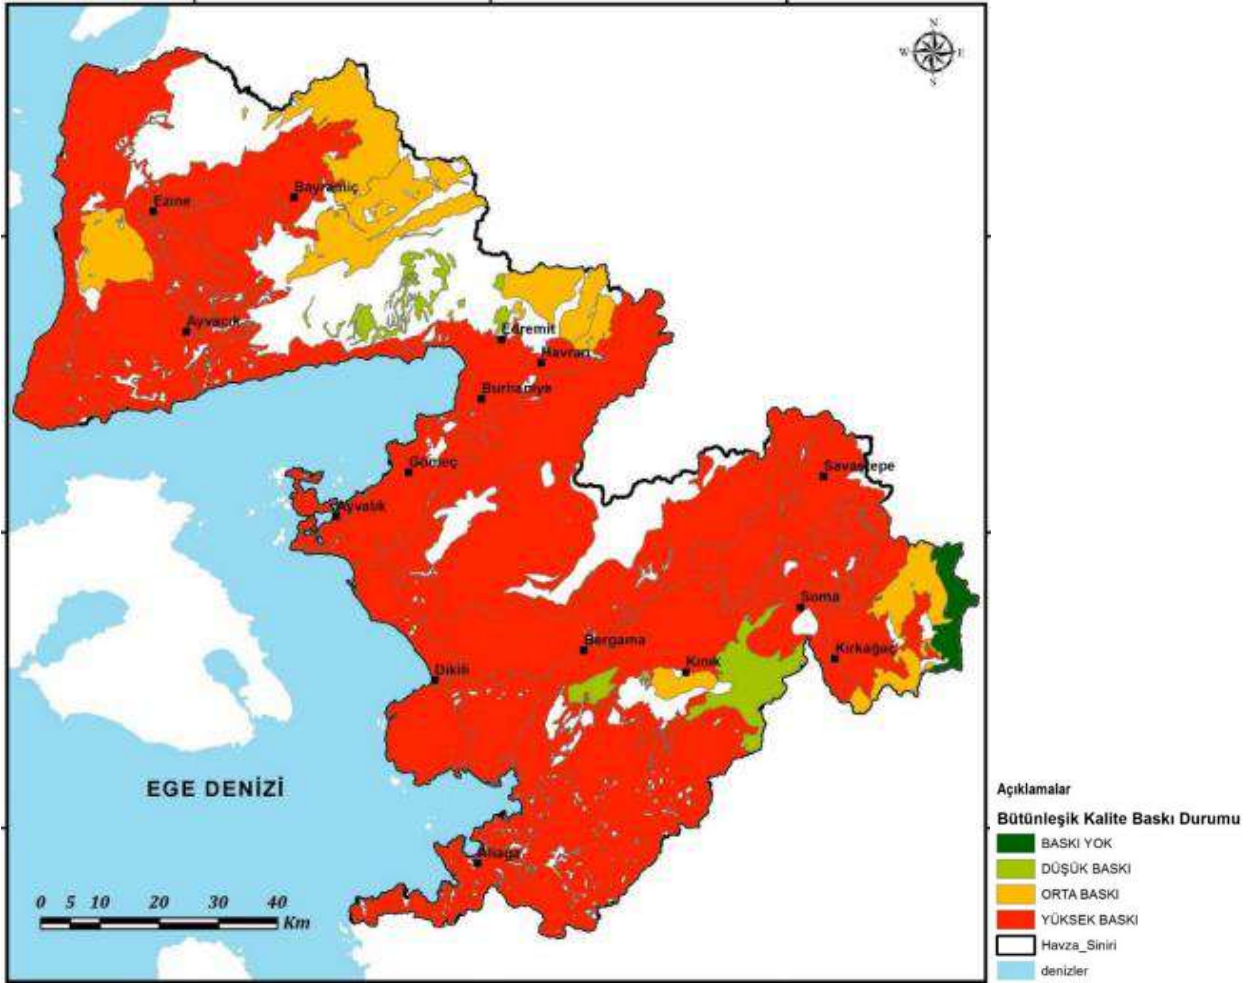 N
W E
S
Bayramiç
Ezine
Ayvacık
Edremit
Havran
Burhaniye
Gömeç
Savaştepe
Ayvalık
Soma
Bergama
Kırkağaç
Kınık
Dikili
EGE DENİZİ
Aliağa
0 5 10 20 30 40
Km
Açıklamalar
Bütünleşik Kalite Baskı Durumu
BASKI YOK
DÜŞÜK BASKI
ORTA BASKI
YÜKSEK BASKI
Havza_Siniri
denizler